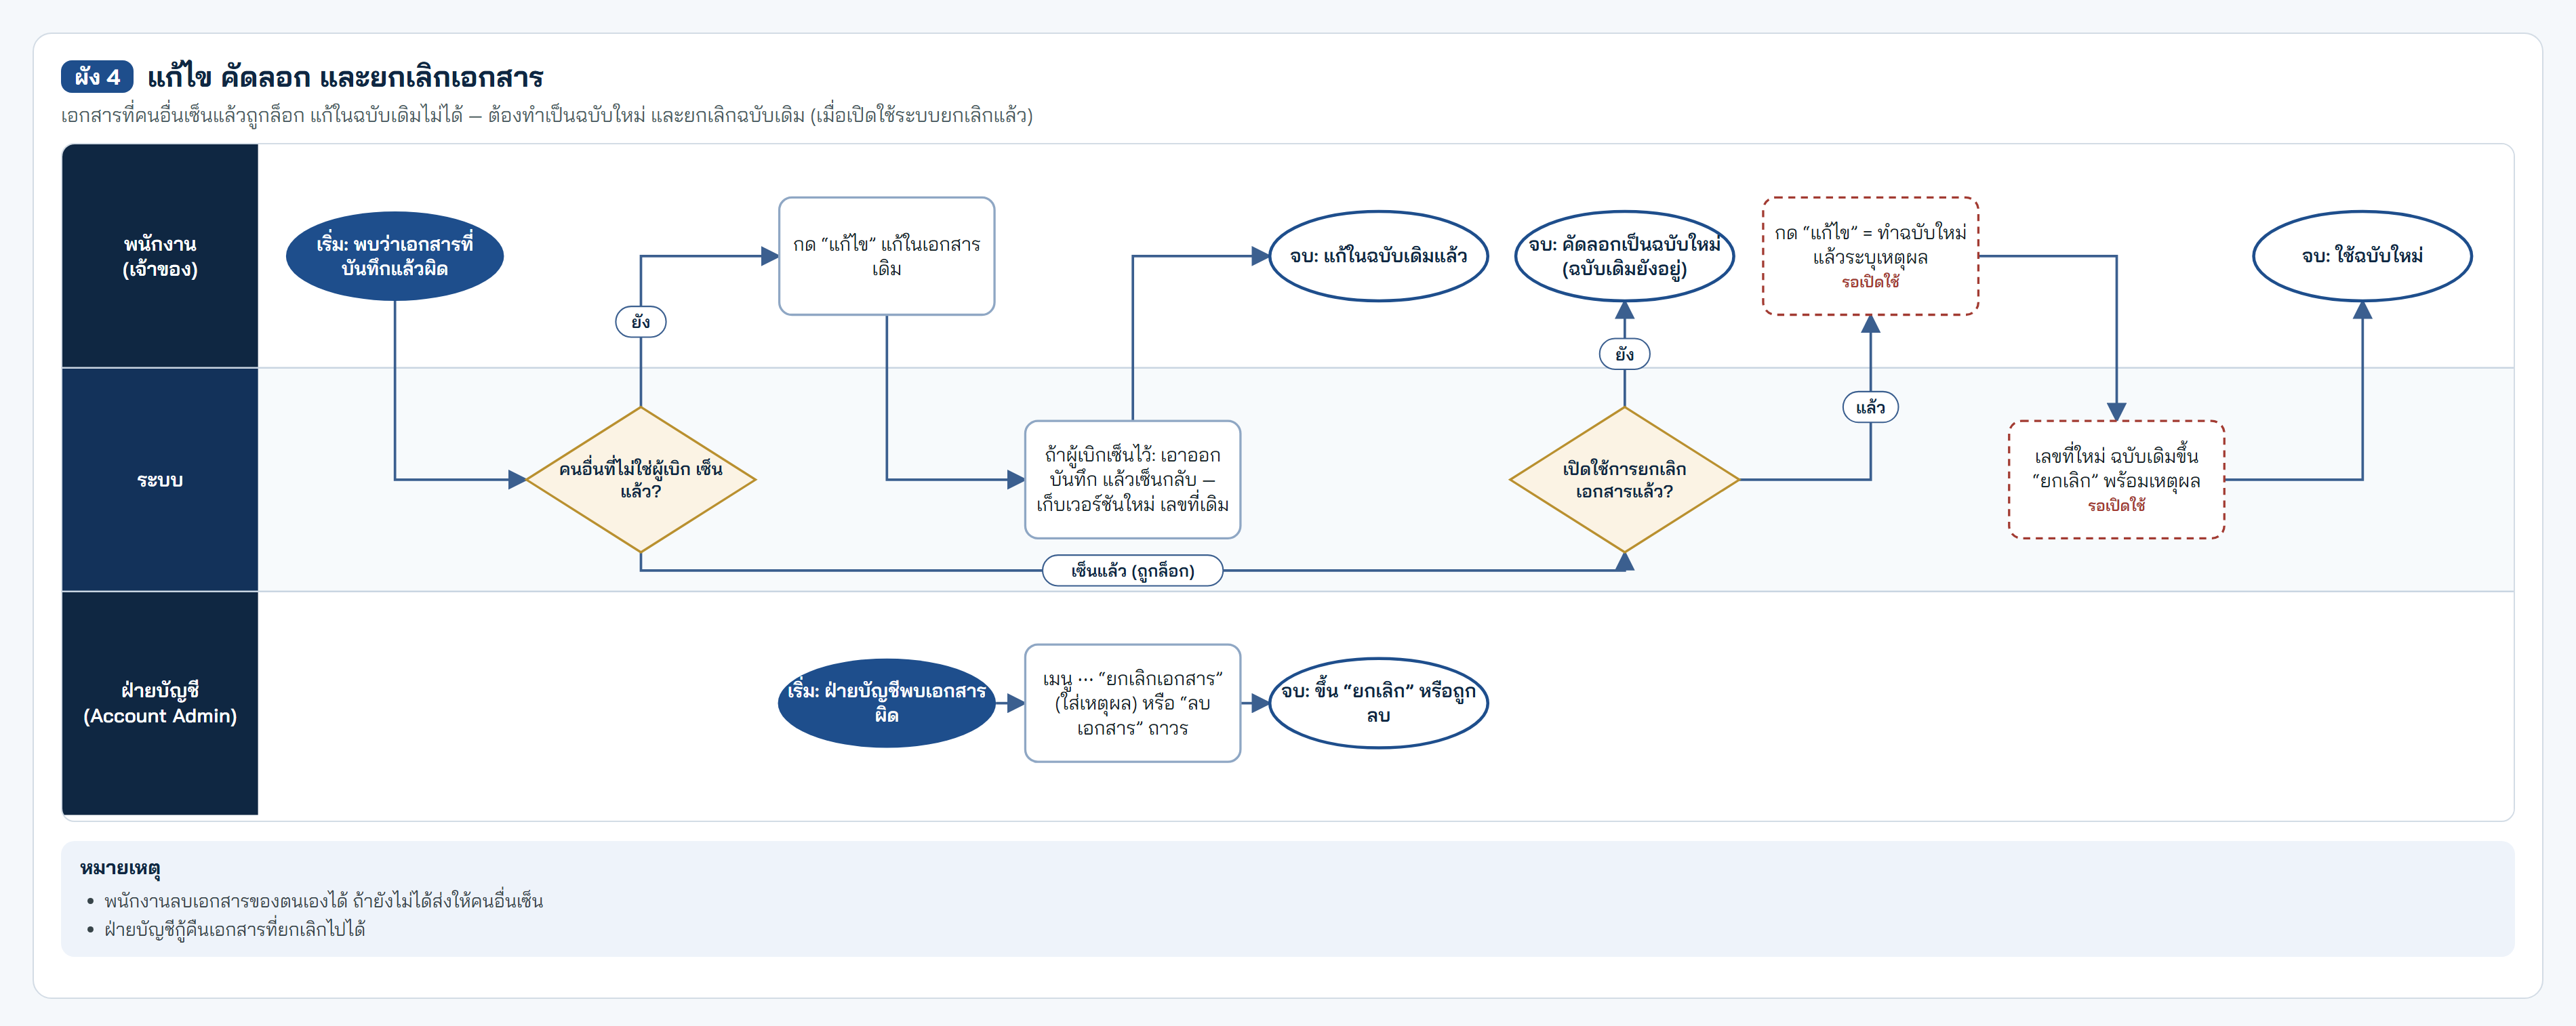 ผัง 4 แก้ไข คัดลอก และยกเลิกเอกสาร
เอกสารที่คนอื่นเซ็นแล้วถูกล็อก แก้ในฉบับเดิมไม่ได้ — ต้องทำเป็นฉบับใหม่ และยกเลิกฉบับเดิม (เมื่อเปิดใช้ระบบยกเลิกแล้ว)
พนักงาน
(เจ้าของ)
เริ่ม: พบว่าเอกสารที่
บันทึกแล้วผิด
ยัง
กด “แก้ไข” แก้ในเอกสาร
เดิม
จบ: แก้ในฉบับเดิมแล้ว
จบ: คัดลอกเป็นฉบับใหม่
(ฉบับเดิมยังอยู่)
ยัง
กด “แก้ไข” = ทำฉบับใหม่
แล้วระบุเหตุผล
รอเปิดใช้
จบ: ใช้ฉบับใหม่
ระบบ
คนอื่นที่ไม่ใช่ผู้เบิก เซ็น
แล้ว?
ถ้าผู้เบิกเซ็นไว้: เอาออก
บันทึก แล้วเซ็นกลับ —
เก็บเวอร์ชันใหม่ เลขที่เดิม
เซ็นแล้ว (ถูกล็อก)
เปิดใช้การยกเลิก
เอกสารแล้ว?
แล้ว
เลขที่ใหม่ ฉบับเดิมขึ้น
“ยกเลิก” พร้อมเหตุผล
รอเปิดใช้
ฝ่ายบัญชี
(Account Admin)
เริ่ม: ฝ่ายบัญชีพบเอกสาร
ผิด
เมนู ··· “ยกเลิกเอกสาร”
(ใส่เหตุผล) หรือ “ลบ
เอกสาร” ถาวร
จบ: ขึ้น “ยกเลิก” หรือถูก
ลบ
หมายเหตุ
• พนักงานลบเอกสารของตนเองได้ ถ้ายังไม่ได้ส่งให้คนอื่นเซ็น
• ฝ่ายบัญชีกู้คืนเอกสารที่ยกเลิกไปได้